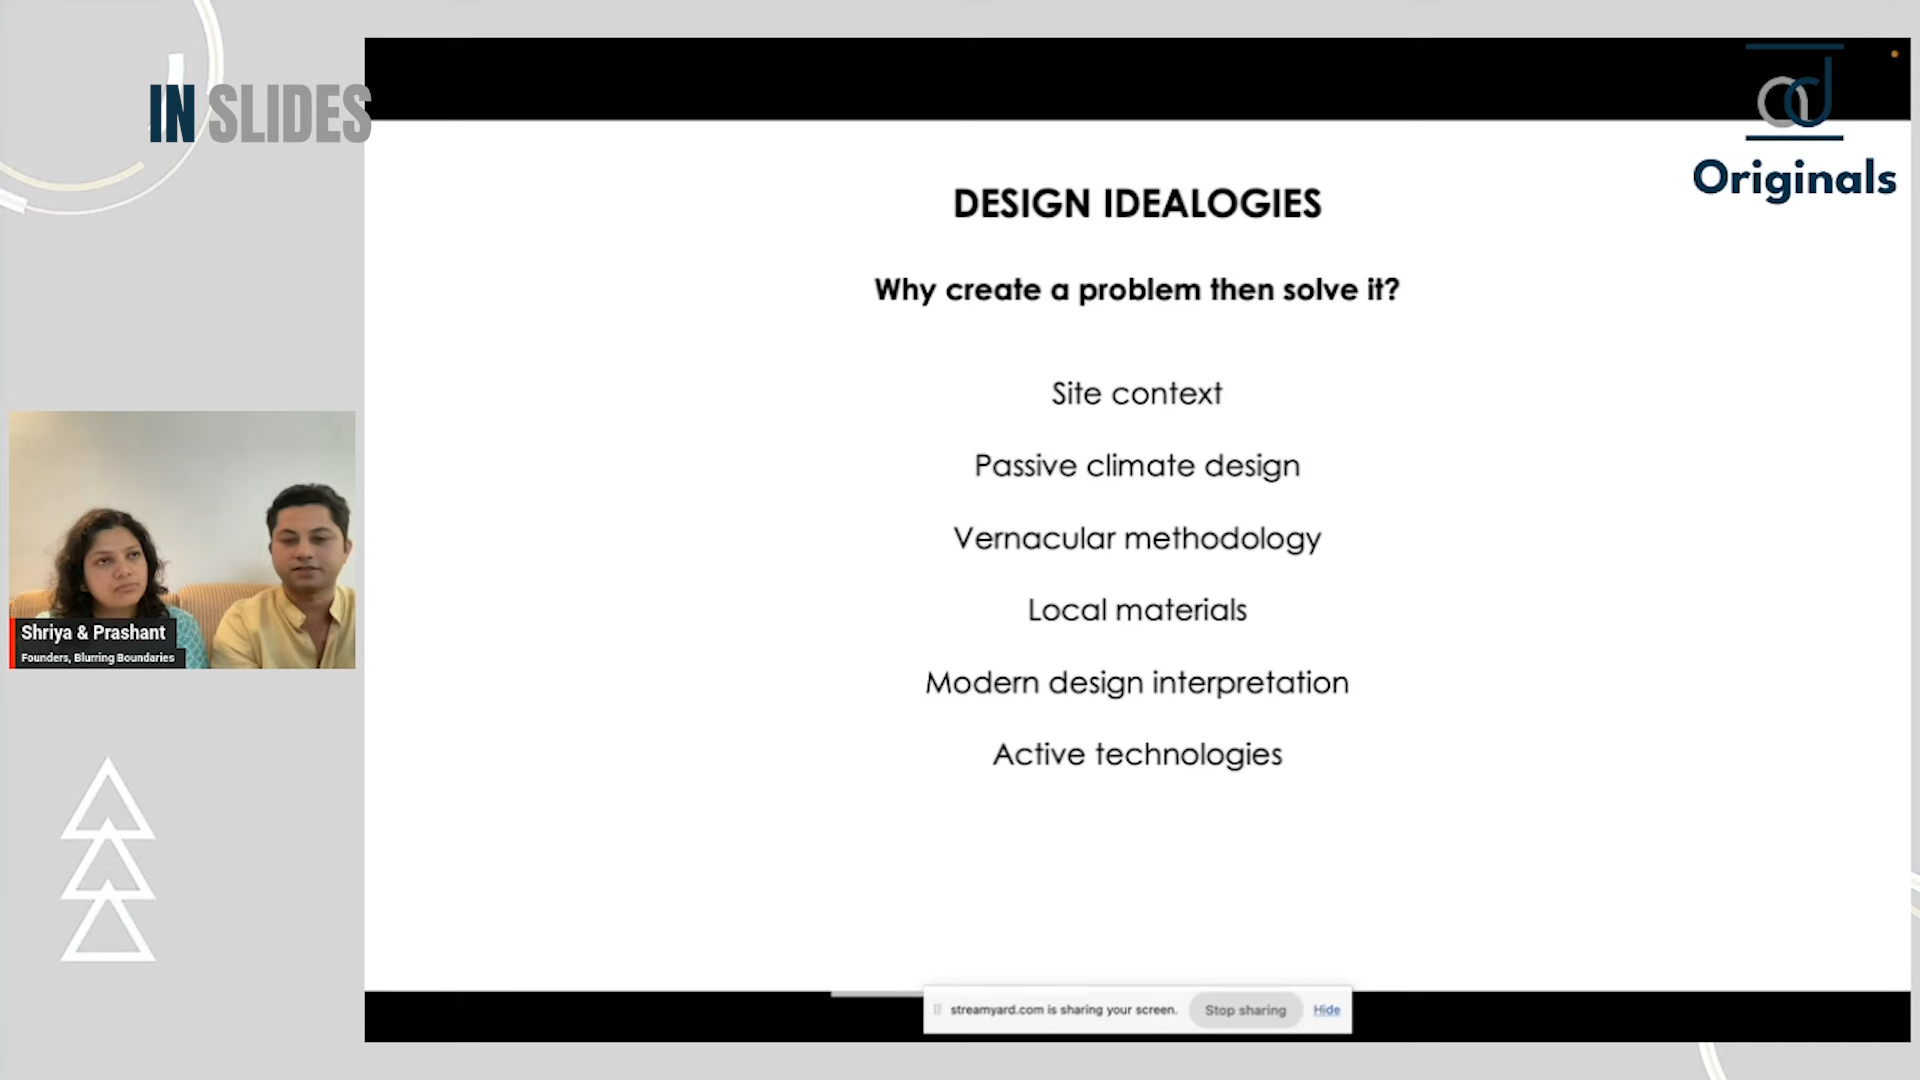 IN SLIDES
ad
Originals
DESIGN IDEALOGIES
Why create a problem then solve it?
Site context
Passive climate design
Vernacular methodology
Local materials
Modern design interpretation
Active technologies
Shriya & Prashant
Founders, Blurring Boundaries
streamyard.com is sharing your screen. Stop sharing Hide